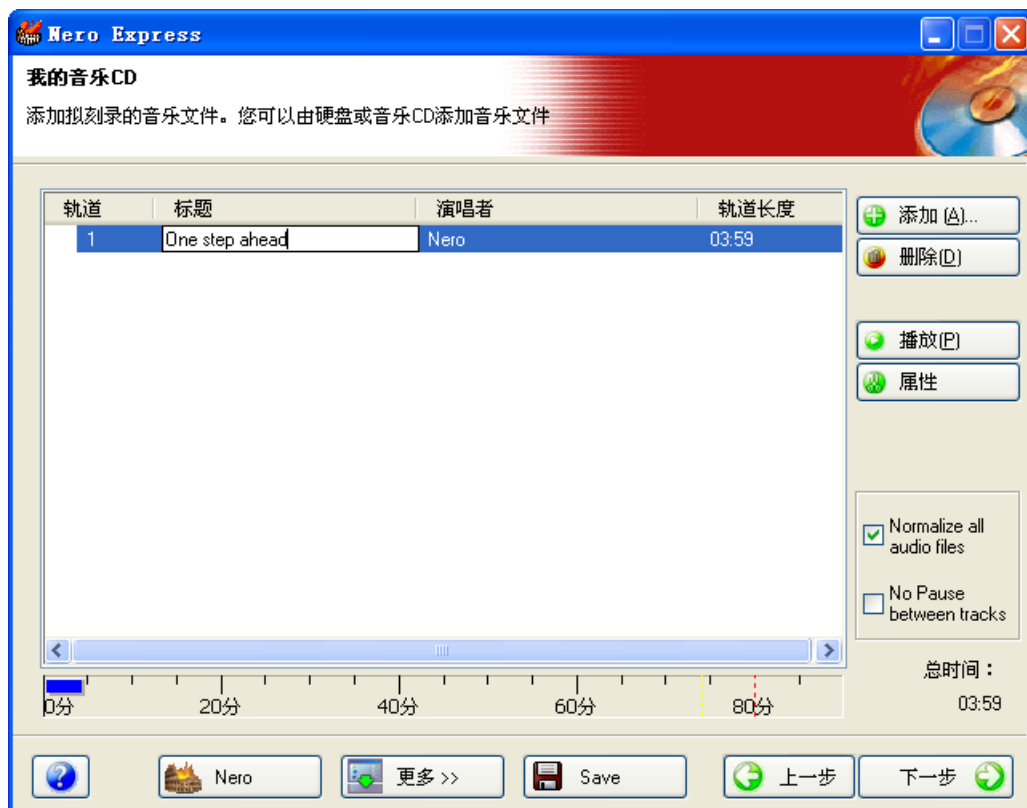 Nero Express
我的音乐CD
添加拟刻录的音乐文件。您可以由硬盘或音乐CD添加音乐文件
轨道 标题 演唱者 轨道长度
1 One step ahead Nero 03:59
添加 (A)...
删除(D)
播放(P)
属性
Normalize all
audio files
No Pause
between tracks
总时间：
03:59
0分 20分 40分 60分 80分
Nero 更多 >> Save 上一步 下一步